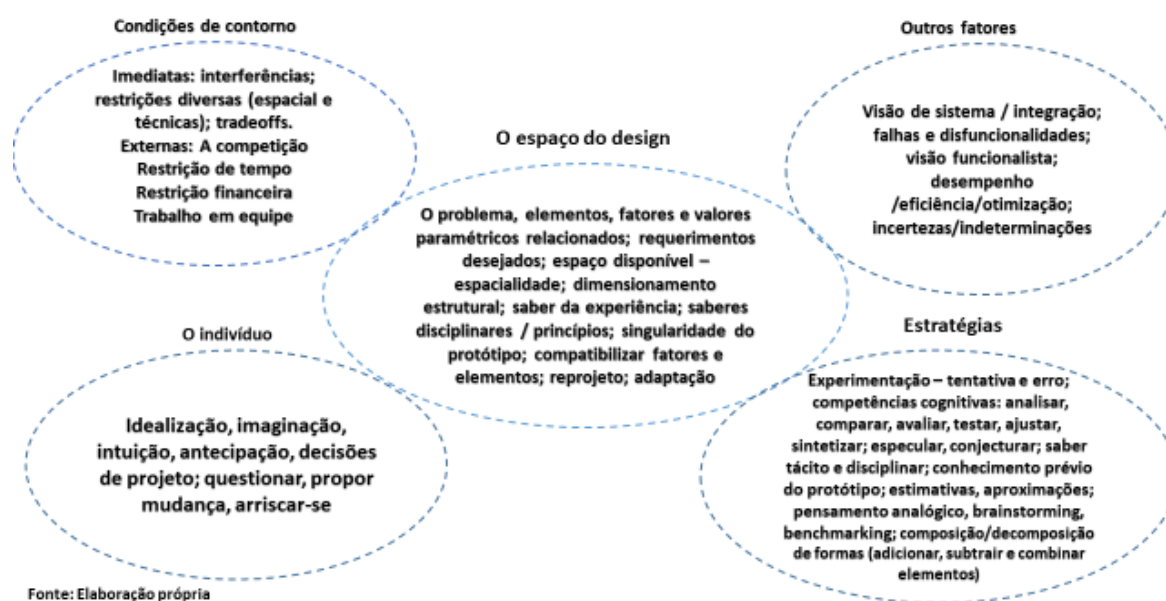 Condições de contorno
Imediatas: interferências;
restrições diversas (espacial e
técnicas); tradeoffs.
Externas: A competição
Restrição de tempo
Restrição financeira
Trabalho em equipe
Outros fatores
Visão de sistema / integração;
falhas e disfuncionalidades;
visão funcionalista;
desempenho
/eficiência/otimização;
incertezas/indeterminações
O espaço do design
O problema, elementos, fatores e valores
paramétricos relacionados; requerimentos
desejados; espaço disponível –
espacialidade; dimensionamento
estrutural; saber da experiência; saberes
disciplinares / princípios; singularidade do
protótipo; compatibilizar fatores e
elementos; reprojeto; adaptação
O indivíduo
Idealização, imaginação,
intuição, antecipação, decisões
de projeto; questionar, propor
mudança, arriscar-se
Estratégias
Experimentação – tentativa e erro;
competências cognitivas: analisar,
comparar, avaliar, testar, ajustar,
sintetizar; especular, conjecturar; saber
tácito e disciplinar; conhecimento prévio
do protótipo; estimativas, aproximações;
pensamento analógico, brainstorming,
benchmarking; composição/decomposição
de formas (adicionar, subtrair e combinar
elementos)
Fonte: Elaboração própria